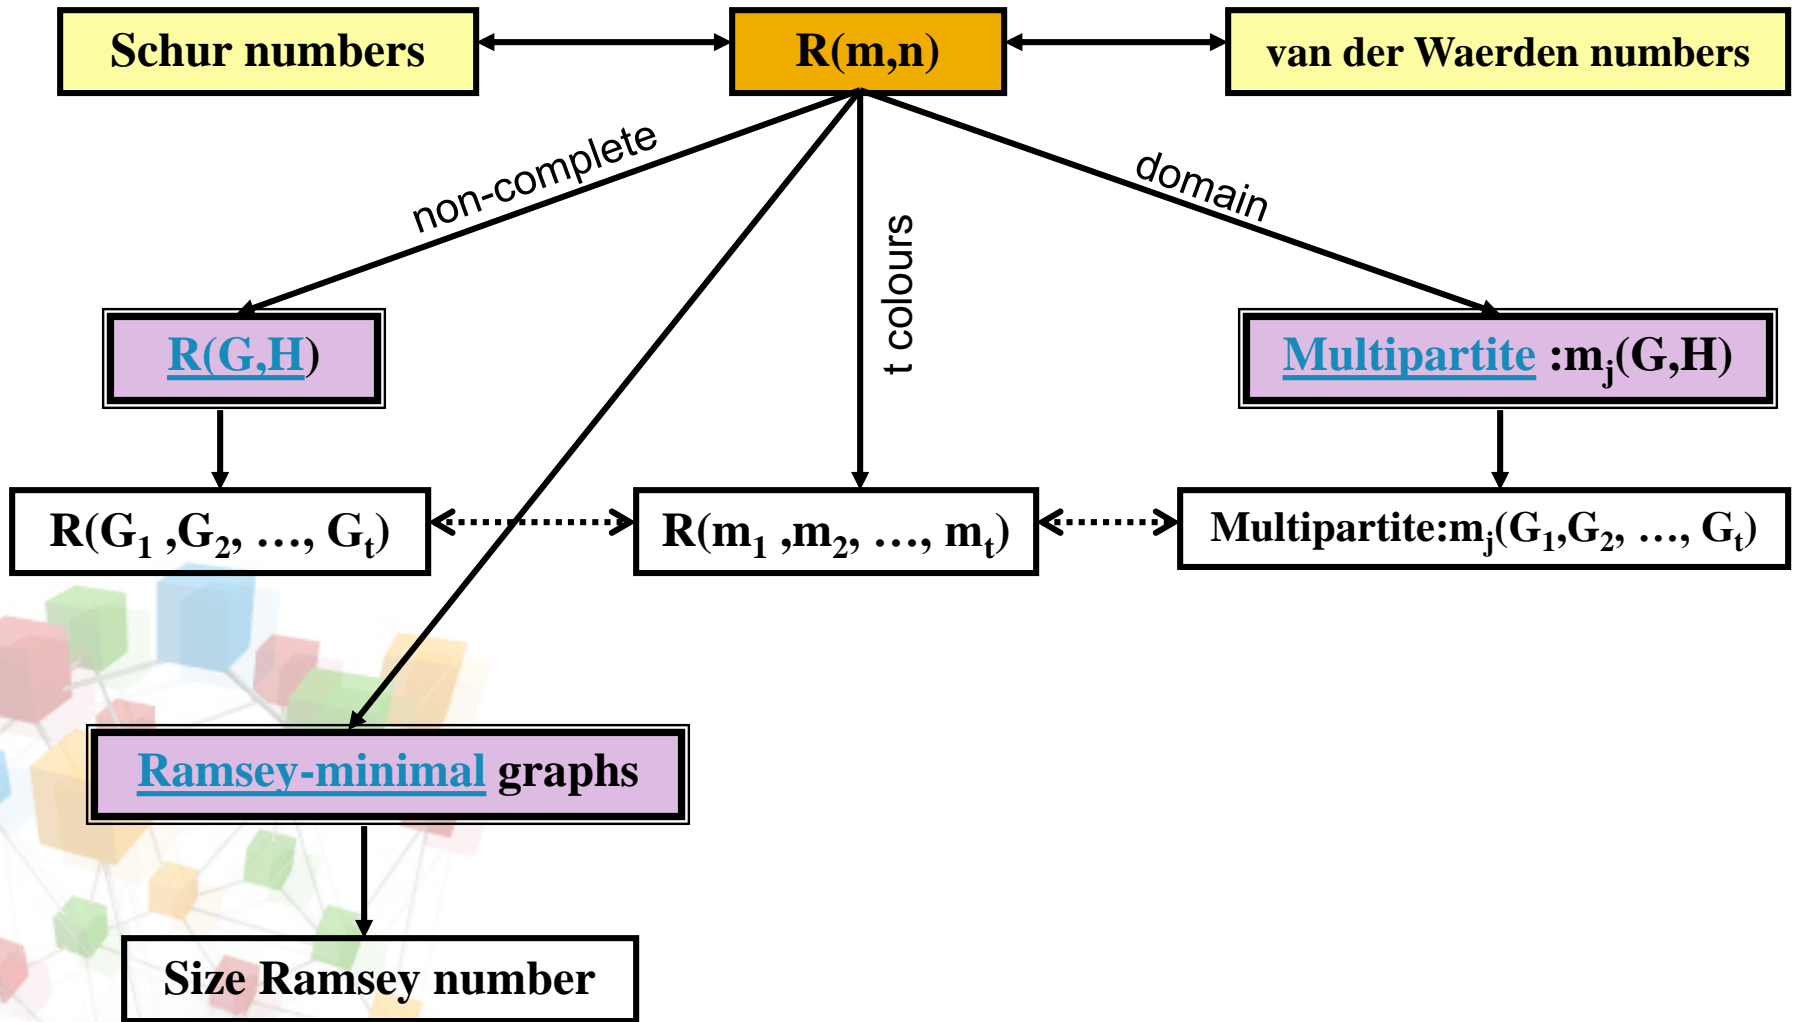 Schur numbers
R(m,n)
van der Waerden numbers
non-complete
t colours
domain
R(G,H)
Multipartite :mⱼ(G,H)
R(G₁ ,G₂, …, Gₜ)
R(m₁ ,m₂, …, mₜ)
Multipartite:mⱼ(G₁,G₂, …, Gₜ)
Ramsey-minimal graphs
Size Ramsey number